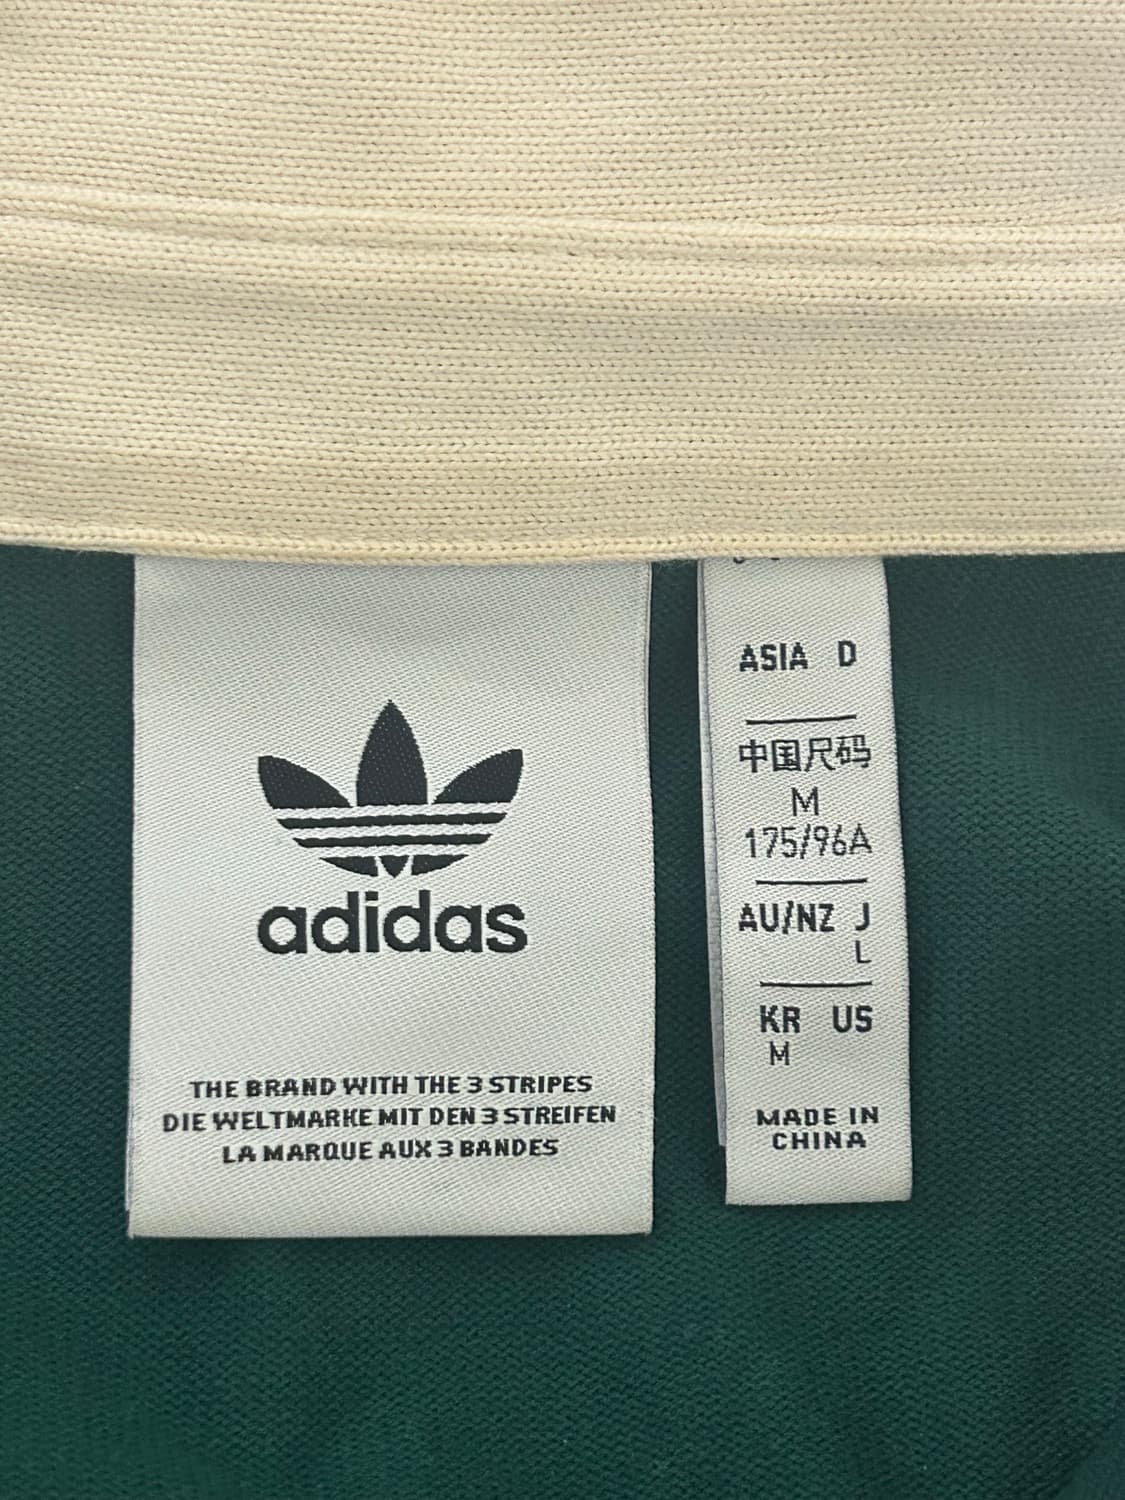 adidas
THE BRAND WITH THE 3 STRIPES
DIE WELTMARKE MIT DEN 3 STREIFEN
LA MARQUE AUX 3 BANDES
ASIA D
中国尺码
M
175/96A
AU/NZ J
L
KR US
M
MADE IN
CHINA